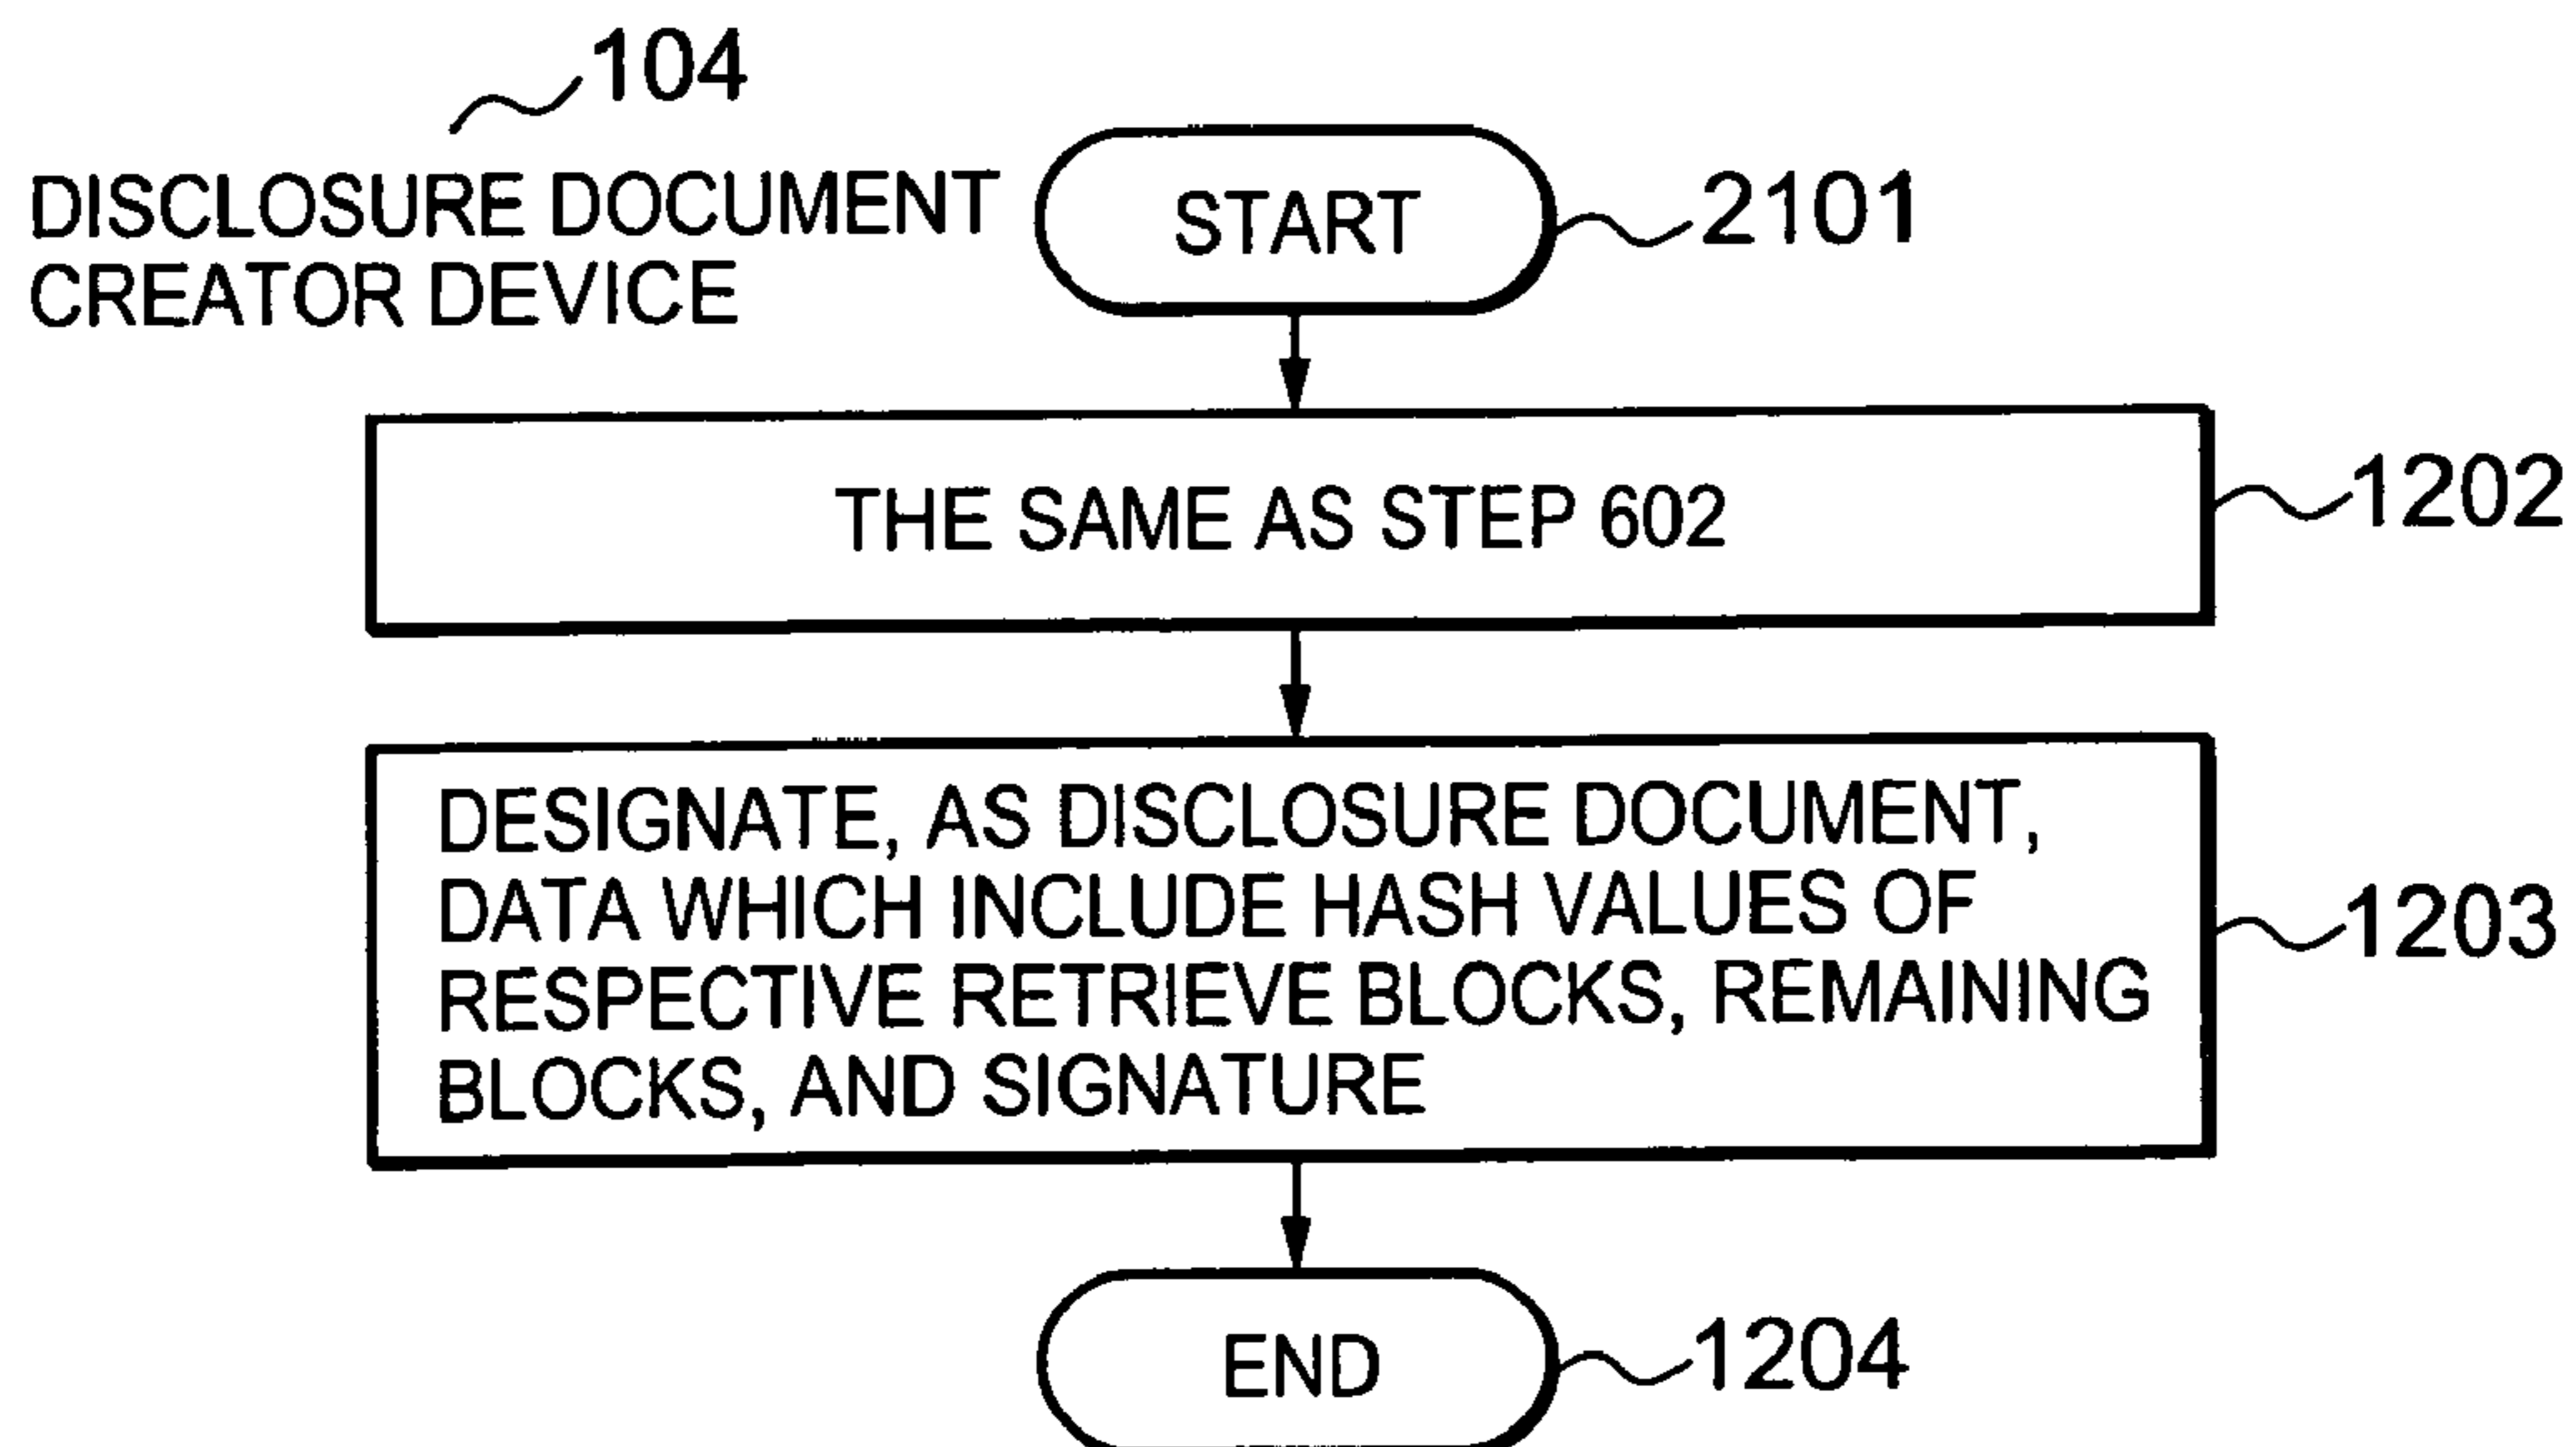 104
DISCLOSURE DOCUMENT
CREATOR DEVICE
START
2101
THE SAME AS STEP 602
1202
DESIGNATE, AS DISCLOSURE DOCUMENT,
DATA WHICH INCLUDE HASH VALUES OF
RESPECTIVE RETRIEVE BLOCKS, REMAINING
BLOCKS, AND SIGNATURE
1203
END
1204